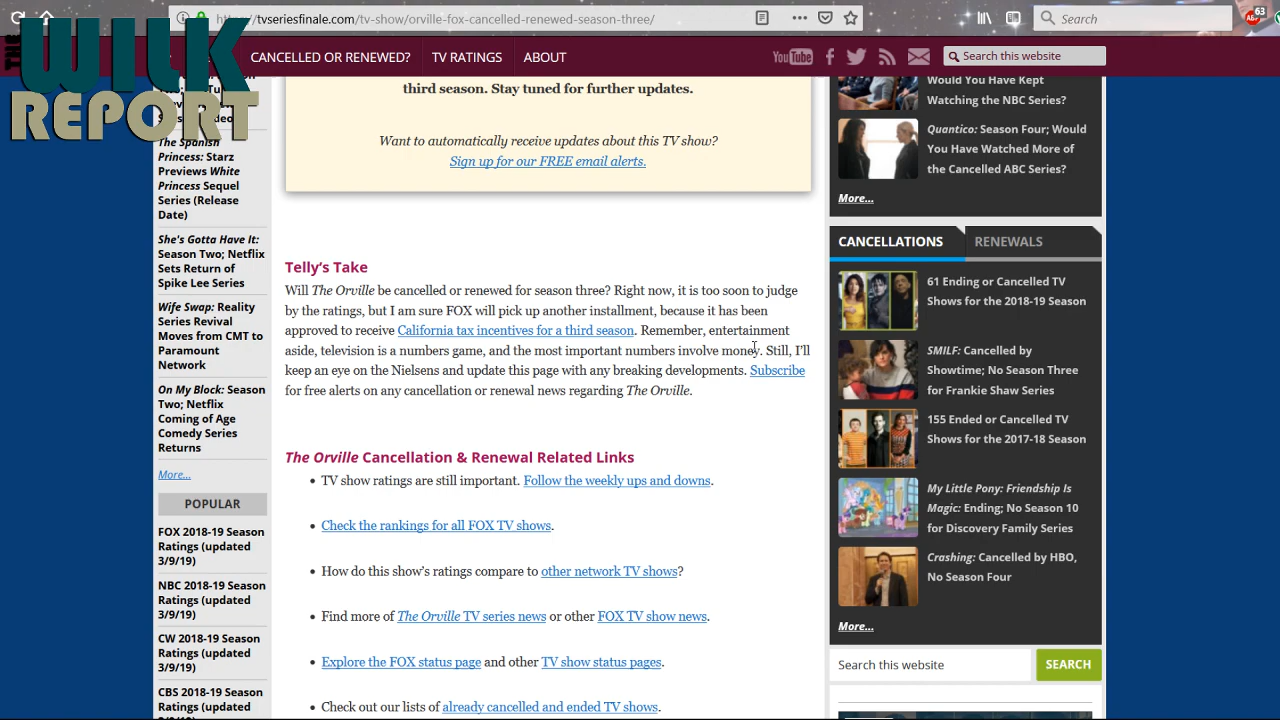 https://tvseriesfinale.com/tv-show/orville-fox-cancelled-renewed-season-three/
Search
63
THE
WILK
REPORT
CANCELLED OR RENEWED?
TV RATINGS
ABOUT
YouTube
Search this website
The Spanish
Princess: Starz
Previews White
Princess Sequel
Series (Release
Date)
She's Gotta Have It:
Season Two; Netflix
Sets Return of
Spike Lee Series
Wife Swap: Reality
Series Revival
Moves from CMT to
Paramount
Network
On My Block: Season
Two; Netflix
Coming of Age
Comedy Series
Returns
More...
POPULAR
FOX 2018-19 Season
Ratings (updated
3/9/19)
NBC 2018-19 Season
Ratings (updated
3/9/19)
CW 2018-19 Season
Ratings (updated
3/9/19)
CBS 2018-19 Season
Ratings (updated
third season. Stay tuned for further updates.
Want to automatically receive updates about this TV show?
Sign up for our FREE email alerts.
Telly's Take
Will The Orville be cancelled or renewed for season three? Right now, it is too soon to judge
by the ratings, but I am sure FOX will pick up another installment, because it has been
approved to receive California tax incentives for a third season. Remember, entertainment
aside, television is a numbers game, and the most important numbers involve money. Still, I'll
keep an eye on the Nielsens and update this page with any breaking developments. Subscribe
for free alerts on any cancellation or renewal news regarding The Orville.
The Orville Cancellation & Renewal Related Links
• TV show ratings are still important. Follow the weekly ups and downs.
• Check the rankings for all FOX TV shows.
• How do this show's ratings compare to other network TV shows?
• Find more of The Orville TV series news or other FOX TV show news.
• Explore the FOX status page and other TV show status pages.
• Check out our lists of already cancelled and ended TV shows.
Would You Have Kept
Watching the NBC Series?
Quantico: Season Four; Would
You Have Watched More of
the Cancelled ABC Series?
More...
CANCELLATIONS
RENEWALS
61 Ending or Cancelled TV
Shows for the 2018-19 Season
SMILF: Cancelled by
Showtime; No Season Three
for Frankie Shaw Series
155 Ended or Cancelled TV
Shows for the 2017-18 Season
My Little Pony: Friendship Is
Magic: Ending; No Season 10
for Discovery Family Series
Crashing: Cancelled by HBO,
No Season Four
More...
Search this website
SEARCH